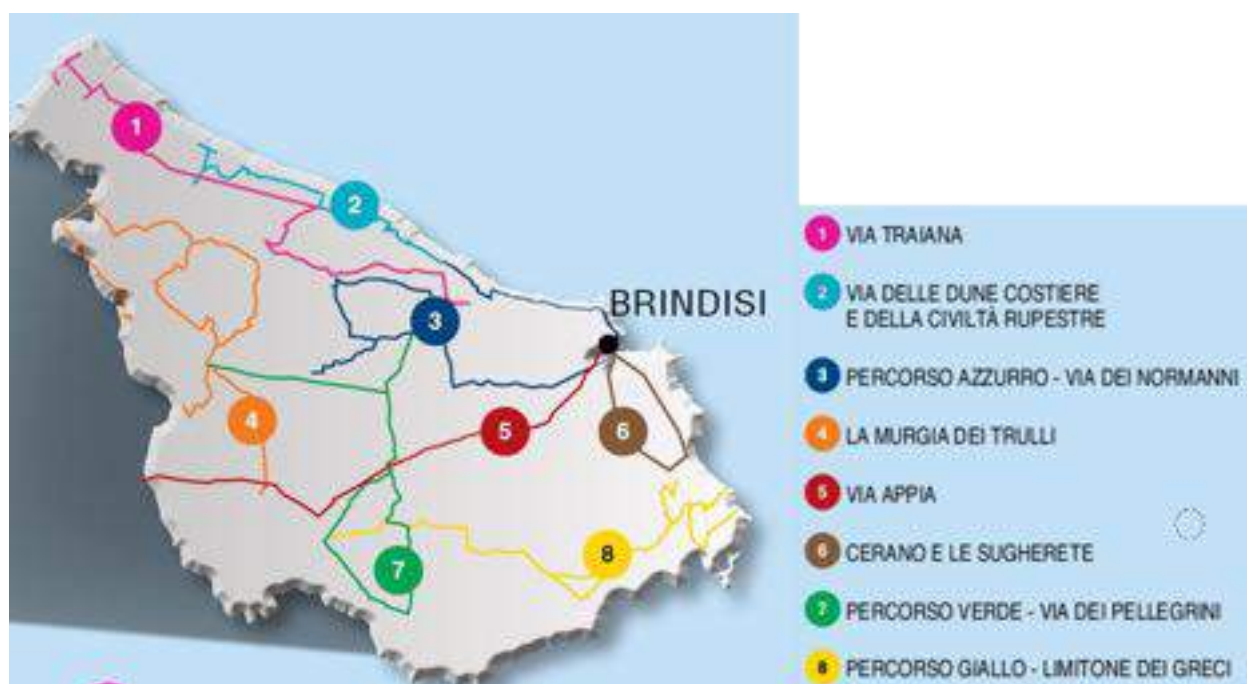 1
2
BRINDISI
3
4
5
6
7
8
1 VIA TRAIANA
2 VIA DELLE DUNE COSTIERE
E DELLA CIVILTÀ RUPESTRE
3 PERCORSO AZZURRO - VIA DEI NORMANNI
4 LA MURGIA DEI TRULLI
5 VIA APPIA
6 CERANO E LE SUGHERETE
7 PERCORSO VERDE - VIA DEI PELLEGRINI
8 PERCORSO GIALLO - LIMITONE DEI GRECI